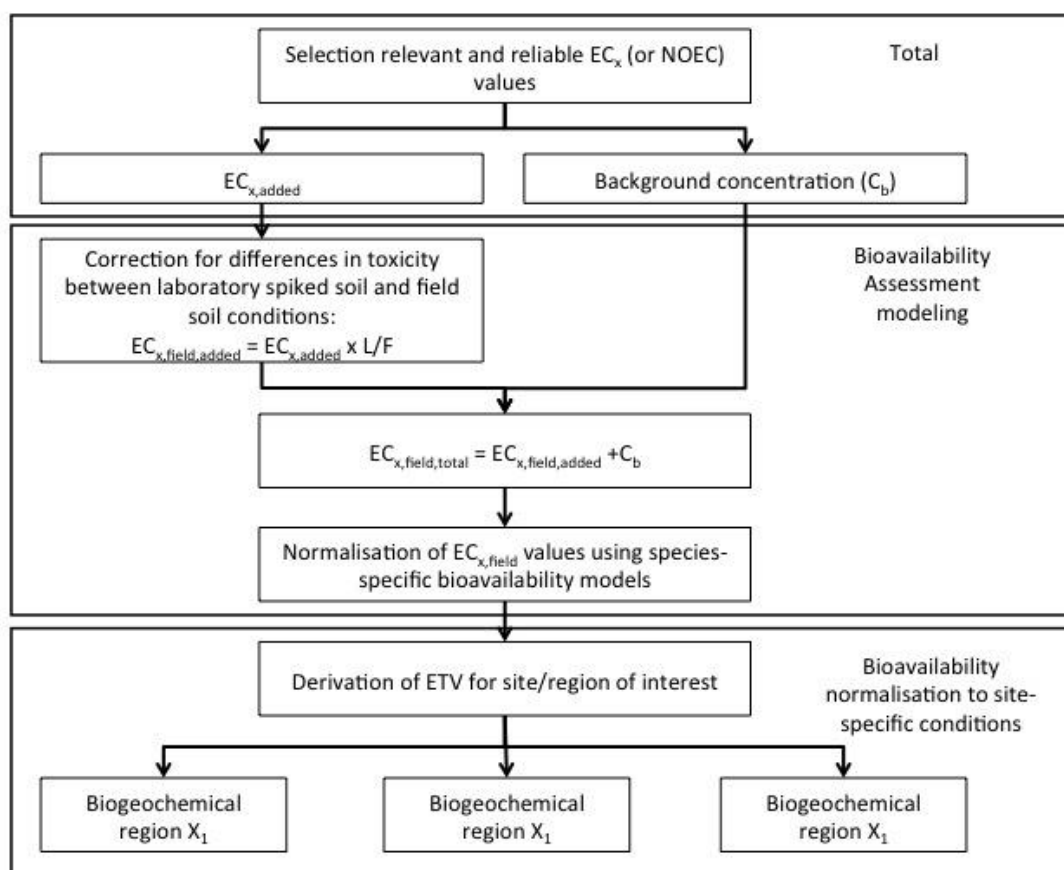 Selection relevant and reliable ECₓ (or NOEC)
values
Total
ECₓ,added
Background concentration (C_b)
Correction for differences in toxicity
between laboratory spiked soil and field
soil conditions:
ECₓ,field,added = ECₓ,added x L/F
Bioavailability
Assessment
modeling
ECₓ,field,total = ECₓ,field,added +C_b
Normalisation of ECₓ,field values using species-
specific bioavailability models
Derivation of ETV for site/region of interest
Bioavailability
normalisation to site-
specific conditions
Biogeochemical
region X₁
Biogeochemical
region X₁
Biogeochemical
region X₁